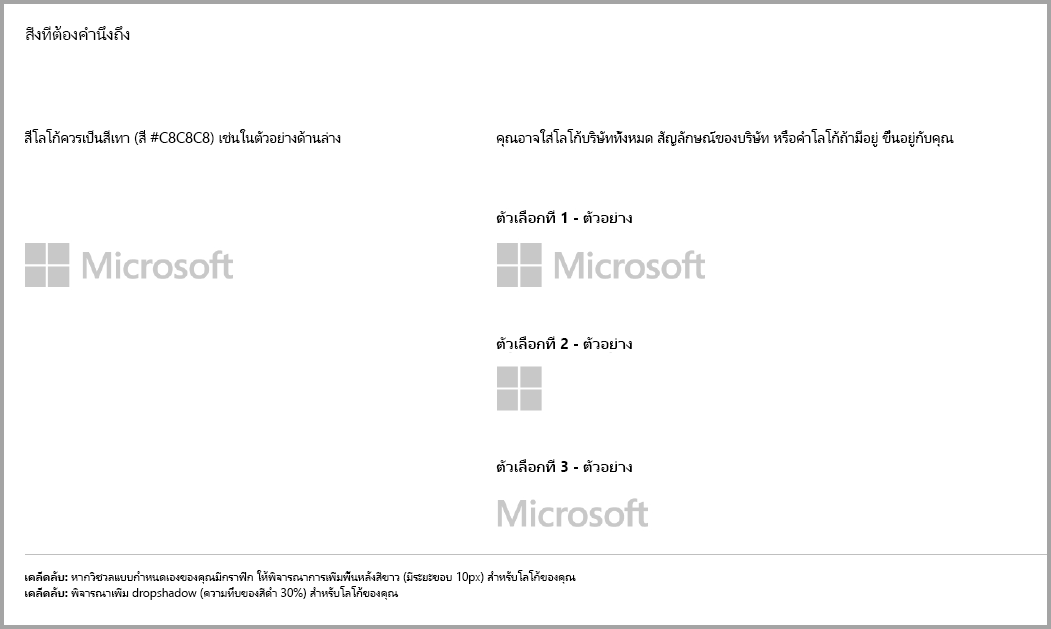 สิ่งที่ต้องคำนึงถึง
สีโลโก้ควรเป็นสีเทา (สี #C8C8C8) เช่นในตัวอย่างด้านล่าง
Microsoft
คุณอาจใส่โลโก้บริษัททั้งหมด สัญลักษณ์ของบริษัท หรือคำโลโก้ถ้ามีอยู่ ขึ้นอยู่กับคุณ
ตัวเลือกที่ 1 - ตัวอย่าง
Microsoft
ตัวเลือกที่ 2 - ตัวอย่าง
ตัวเลือกที่ 3 - ตัวอย่าง
Microsoft
เคล็ดลับ: หากวิชวลแบบกำหนดเองของคุณมีกราฟิก ให้พิจารณาการเพิ่มพื้นหลังสีขาว (มีระยะขอบ 10px) สำหรับโลโก้ของคุณ
เคล็ดลับ: พิจารณาเพิ่ม dropshadow (ความทึบของสีดำ 30%) สำหรับโลโก้ของคุณ